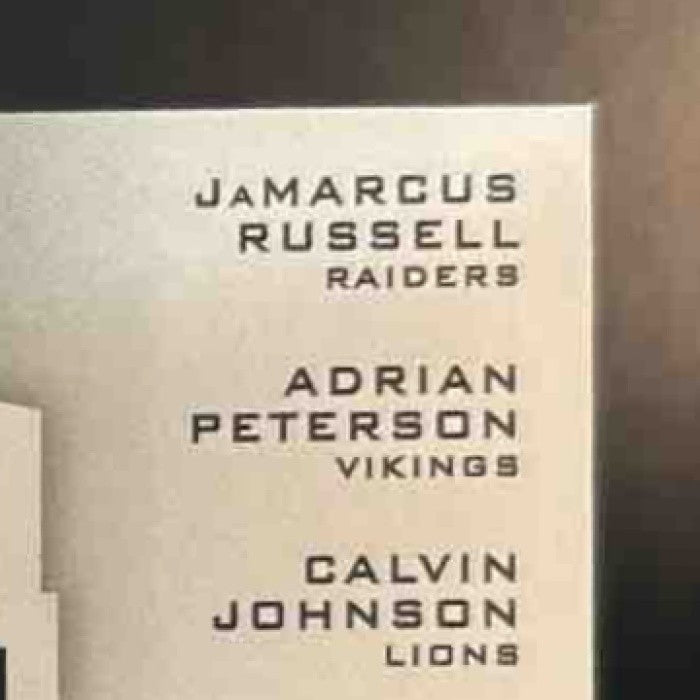 JaMARCUS
RUSSELL
RAIDERS
ADRIAN
PETERSON
VIKINGS
CALVIN
JOHNSON
LIONS